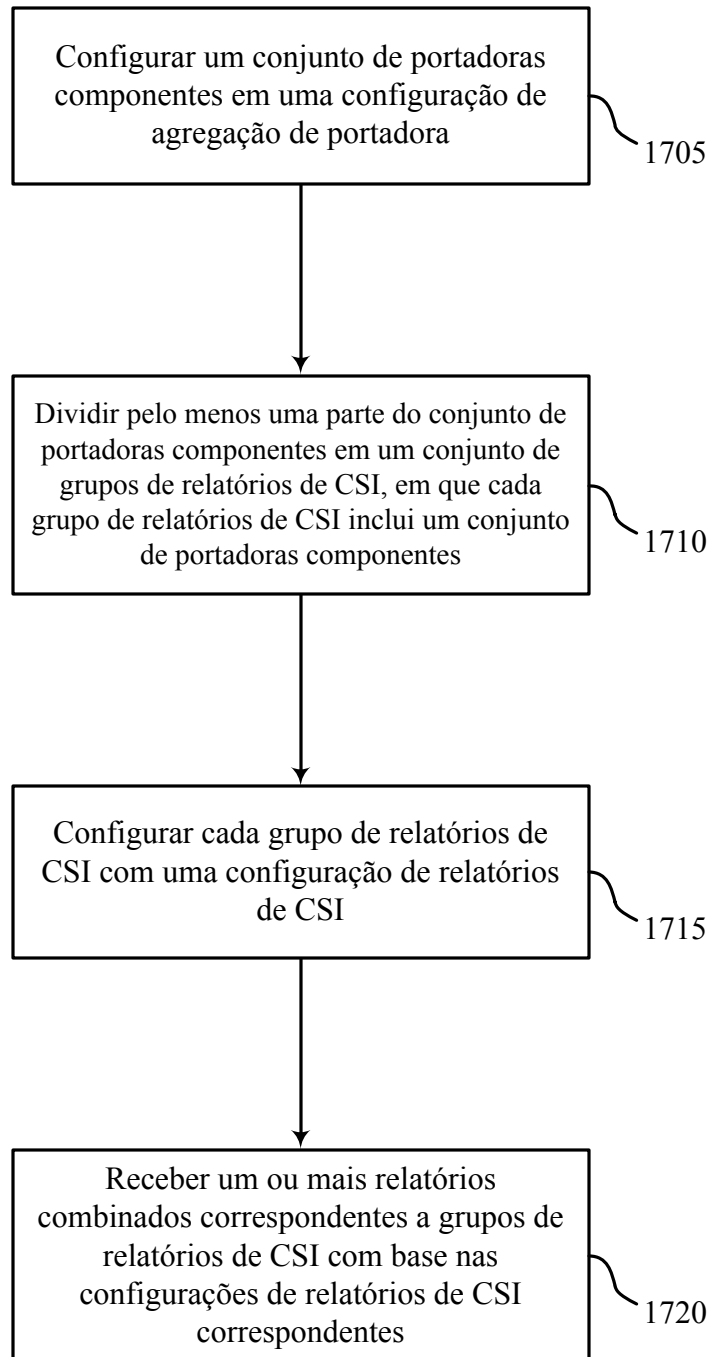 Configurar um conjunto de portadoras
componentes em uma configuração de
agregação de portadora
1705
Dividir pelo menos uma parte do conjunto de
portadoras componentes em um conjunto de
grupos de relatórios de CSI, em que cada
grupo de relatórios de CSI inclui um conjunto
de portadoras componentes
1710
Configurar cada grupo de relatórios de
CSI com uma configuração de relatórios
de CSI
1715
Receber um ou mais relatórios
combinados correspondentes a grupos de
relatórios de CSI com base nas
configurações de relatórios de CSI
correspondentes
1720